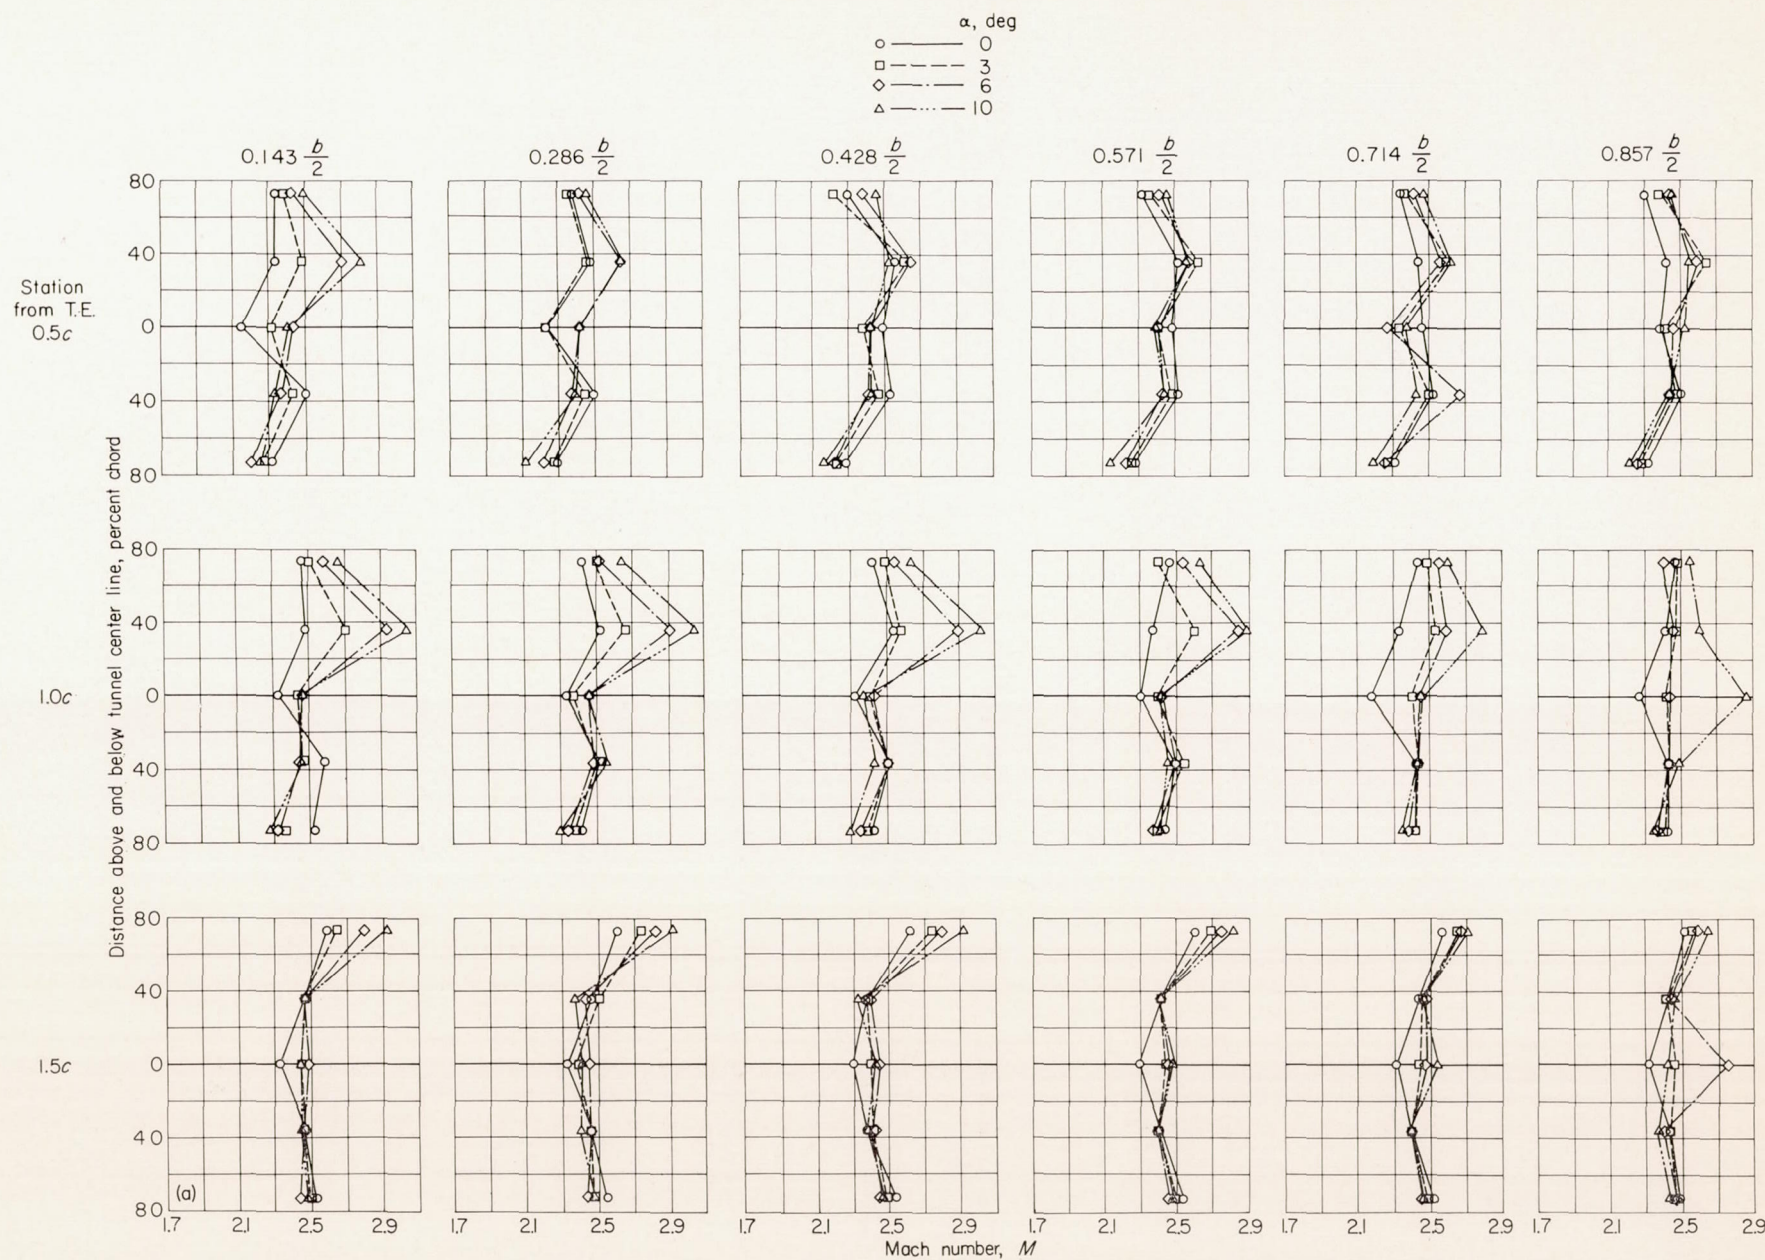 α, deg
0
3
6
10
0.143 b/2 0.286 b/2 0.428 b/2 0.571 b/2 0.714 b/2 0.857 b/2
80
40
0
40
80
Station
from T.E.
0.5c
Distance above and below tunnel center line, percent chord
80
40
0
40
80
1.0c
80
40
0
40
80
1.5c
(a)
1.7 2.1 2.5 2.9 1.7 2.1 2.5 2.9 1.7 2.1 2.5 2.9 1.7 2.1 2.5 2.9 1.7 2.1 2.5 2.9 1.7 2.1 2.5 2.9
Mach number, M